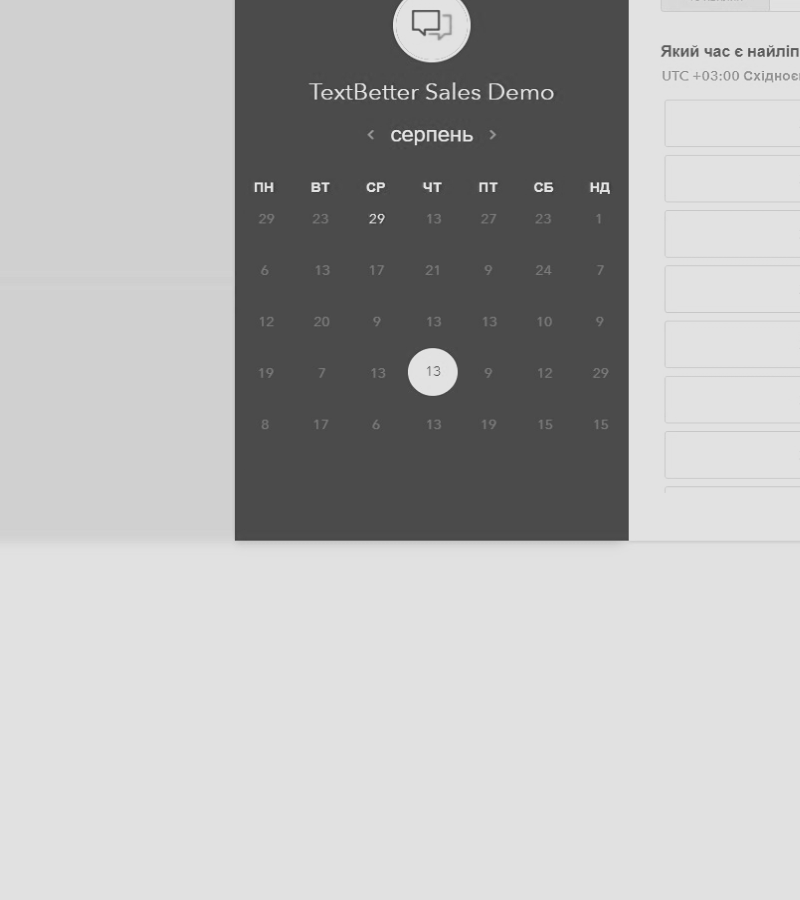 Який час є найліп
UTC +03:00 Східноє
TextBetter Sales Demo
‹ серпень ›
ПН ВТ СР ЧТ ПТ СБ НД
29 23 29 13 27 23 1
6 13 17 21 9 24 7
12 20 9 13 13 10 9
19 7 13 13 9 12 29
8 17 6 13 19 15 15